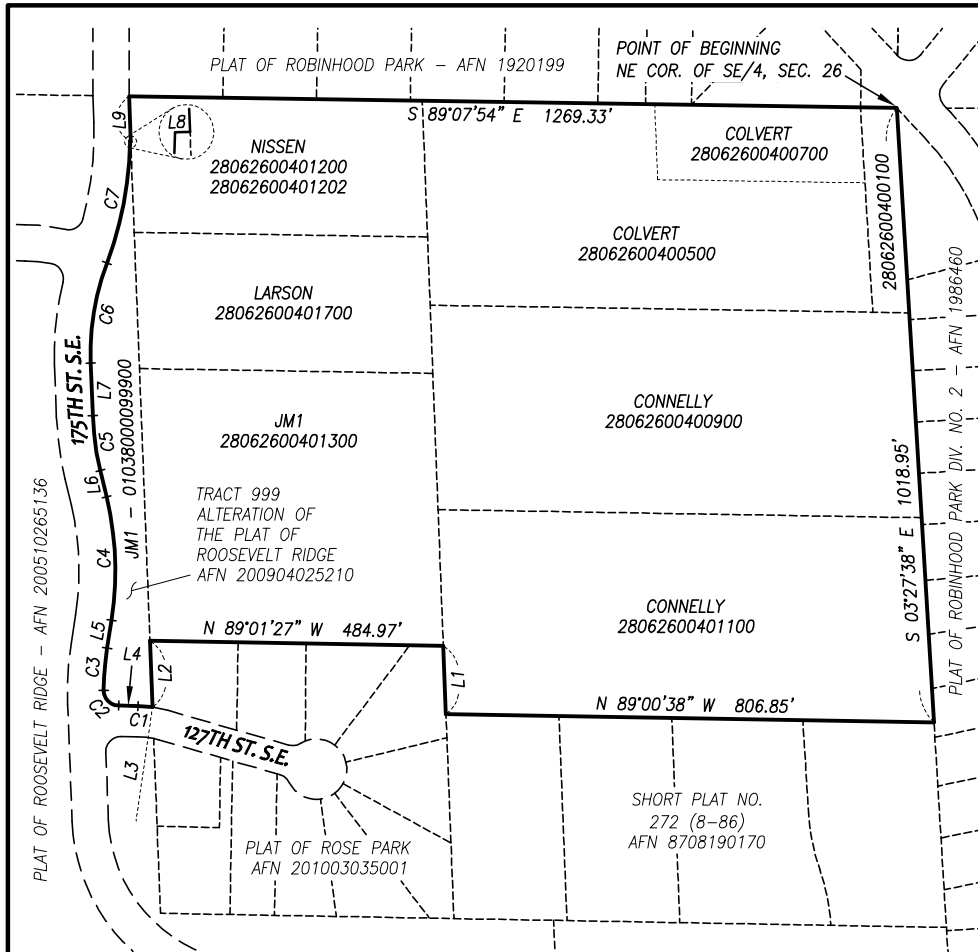 PLAT OF ROBINHOOD PARK – AFN 1920199
POINT OF BEGINNING
NE COR. OF SE/4, SEC. 26
S 89°07'54" E 1269.33'
L9
L8
NISSEN
28062600401200
28062600401202
COLVERT
28062600400700
COLVERT
28062600400500
28062600400100
C7
C6
LARSON
28062600401700
L7
C5
L6
C4
L5
C3
C2
L4
C1
L3
L2
L1
175TH ST. S.E.
JM1 – 01038000099900
JM1
28062600401300
CONNELLY
28062600400900
CONNELLY
28062600401100
TRACT 999
ALTERATION OF
THE PLAT OF
ROOSEVELT RIDGE
AFN 200904025210
S 03°27'38" E 1018.95'
PLAT OF ROBINHOOD PARK DIV. NO. 2 – AFN 1986460
PLAT OF ROOSEVELT RIDGE – AFN 200510265136
N 89°01'27" W 484.97'
N 89°00'38" W 806.85'
127TH ST. S.E.
PLAT OF ROSE PARK
AFN 201003035001
SHORT PLAT NO.
272 (8–86)
AFN 8708190170